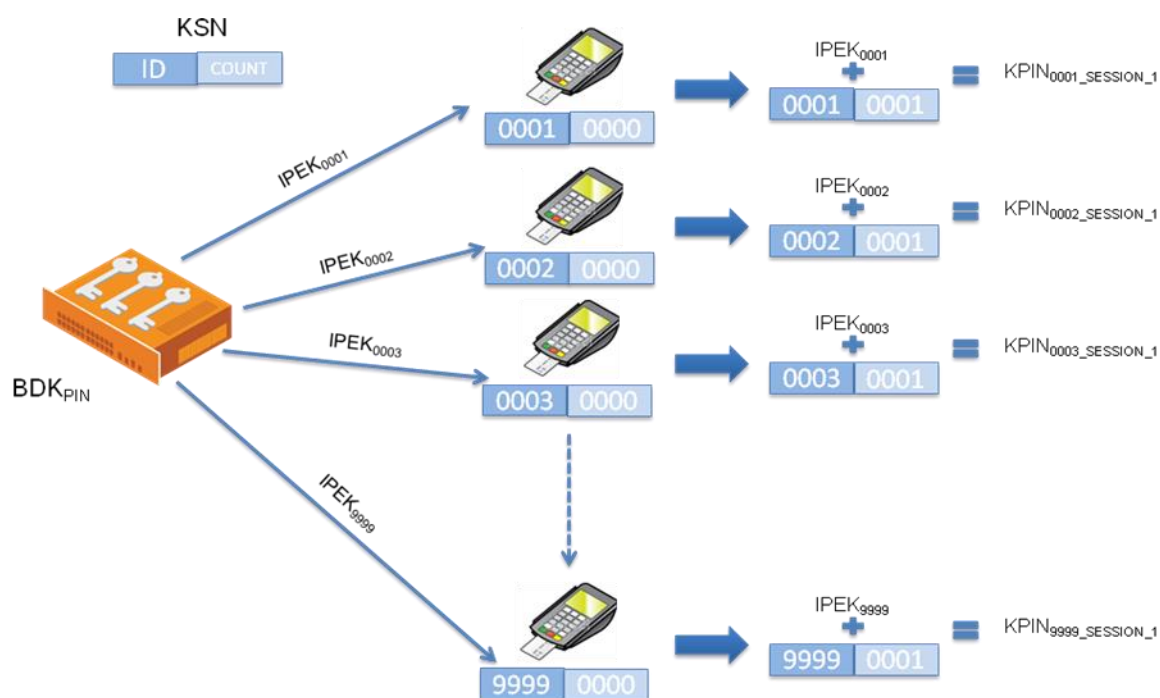 KSN
ID COUNT
IPEK0001
0001 0000
IPEK0001
0001 0001
KPIN0001_SESSION_1
IPEK0002
0002 0000
IPEK0002
0002 0001
KPIN0002_SESSION_1
BDKPIN
IPEK0003
0003 0000
IPEK0003
0003 0001
KPIN0003_SESSION_1
IPEK9999
9999 0000
IPEK9999
9999 0001
KPIN9999_SESSION_1